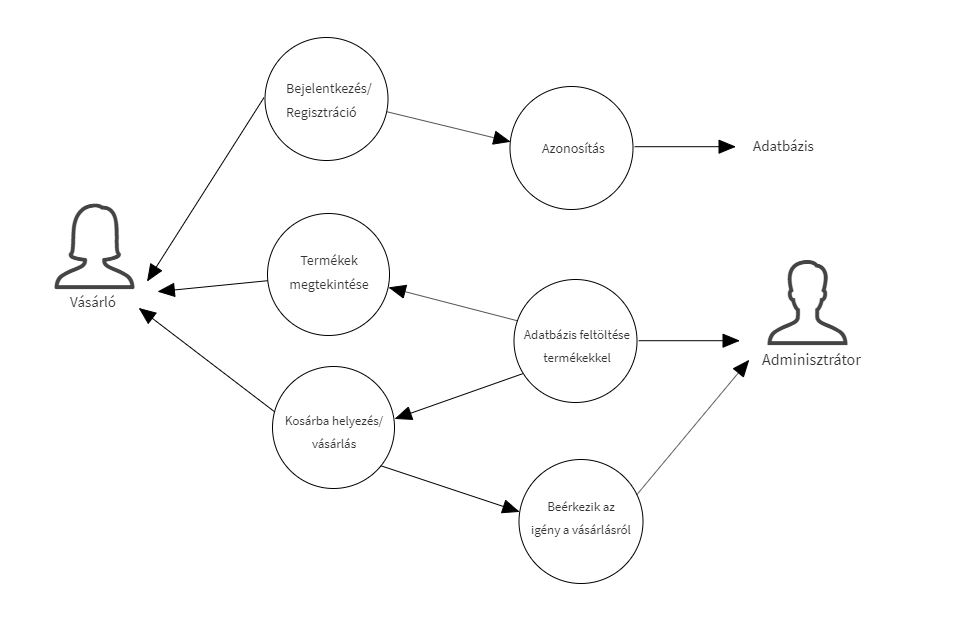 Bejelentkezés/
Regisztráció
Azonosítás
Adatbázis
Vásárló
Termékek
megtekintése
Adatbázis feltöltése
termékekkel
Adminisztrátor
Kosárba helyezés/
vásárlás
Beérkezik az
igény a vásárlásról